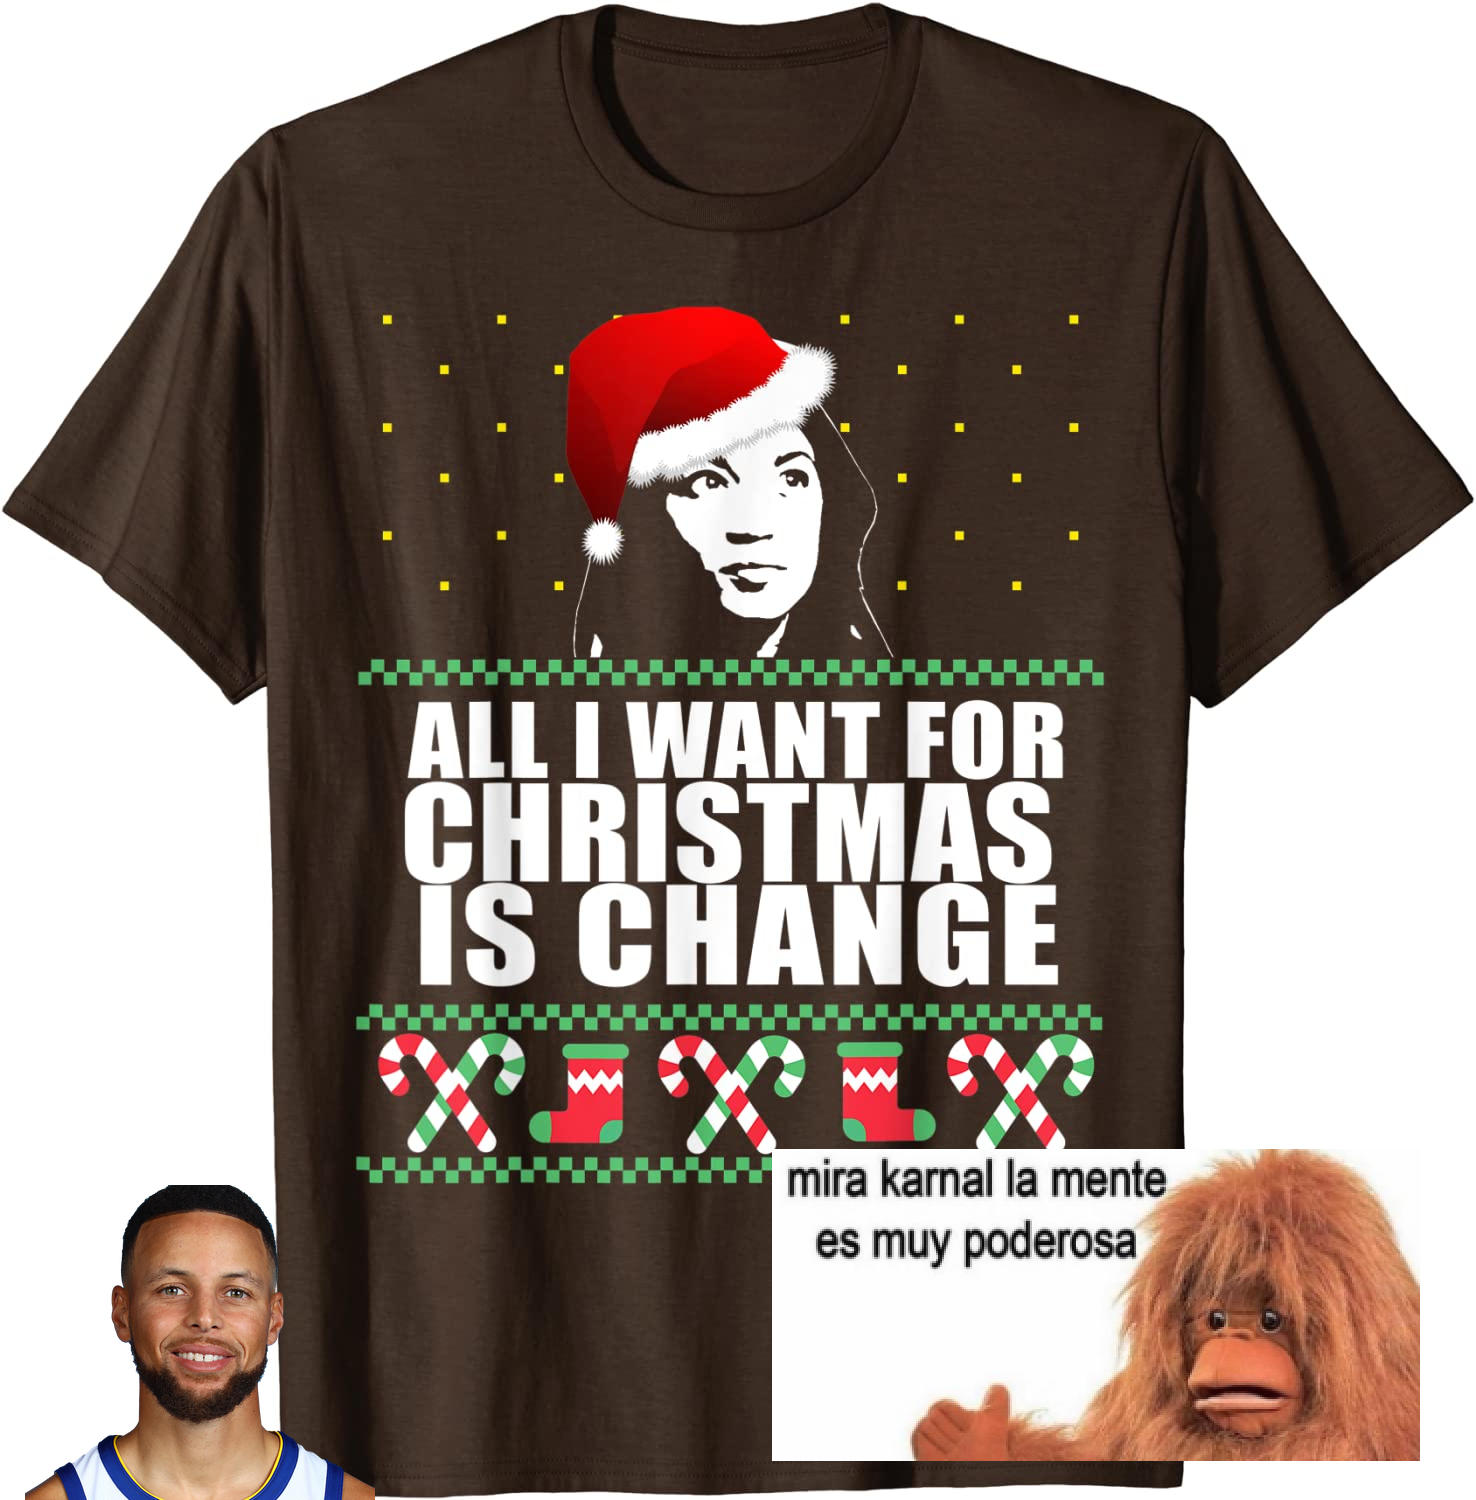 ALL I WANT FOR
CHRISTMAS
IS CHANGE
mira karnal la mente
es muy poderosa